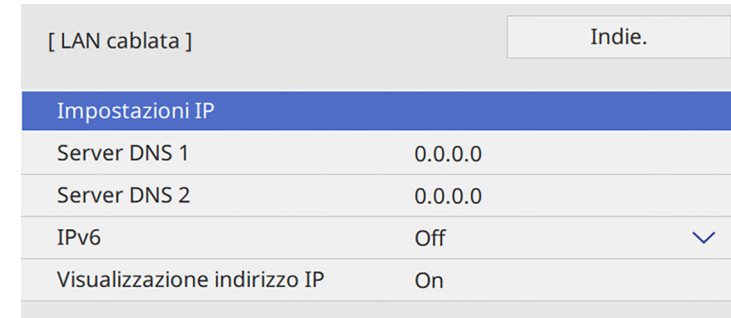 [ LAN cablata ]
Indie.
Impostazioni IP
Server DNS 1 0.0.0.0
Server DNS 2 0.0.0.0
IPv6 Off
Visualizzazione indirizzo IP On